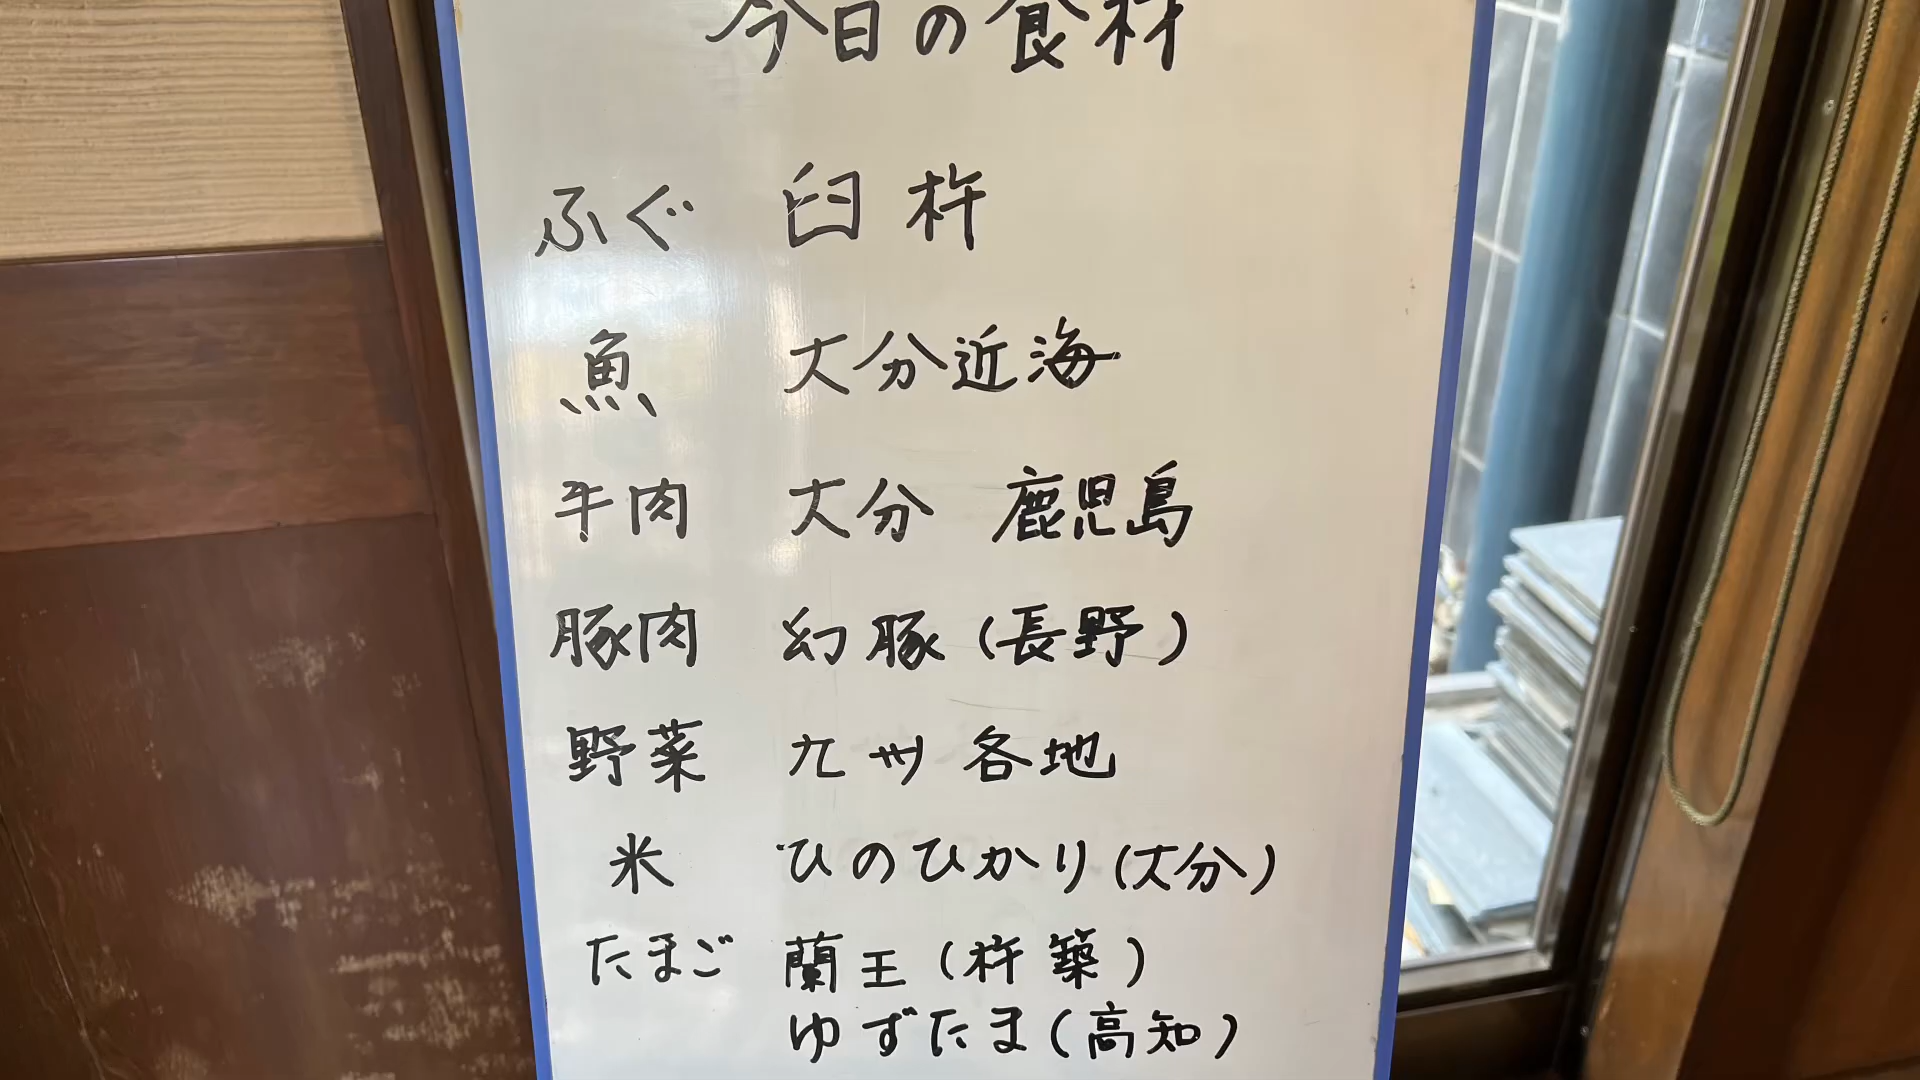 今日の食材
ふぐ 臼杵
魚 大分近海
牛肉 大分 鹿児島
豚肉 幻豚(長野)
野菜 九州各地
米 ひのひかり(大分)
たまご 蘭王(杵築)
ゆずたま(高知)